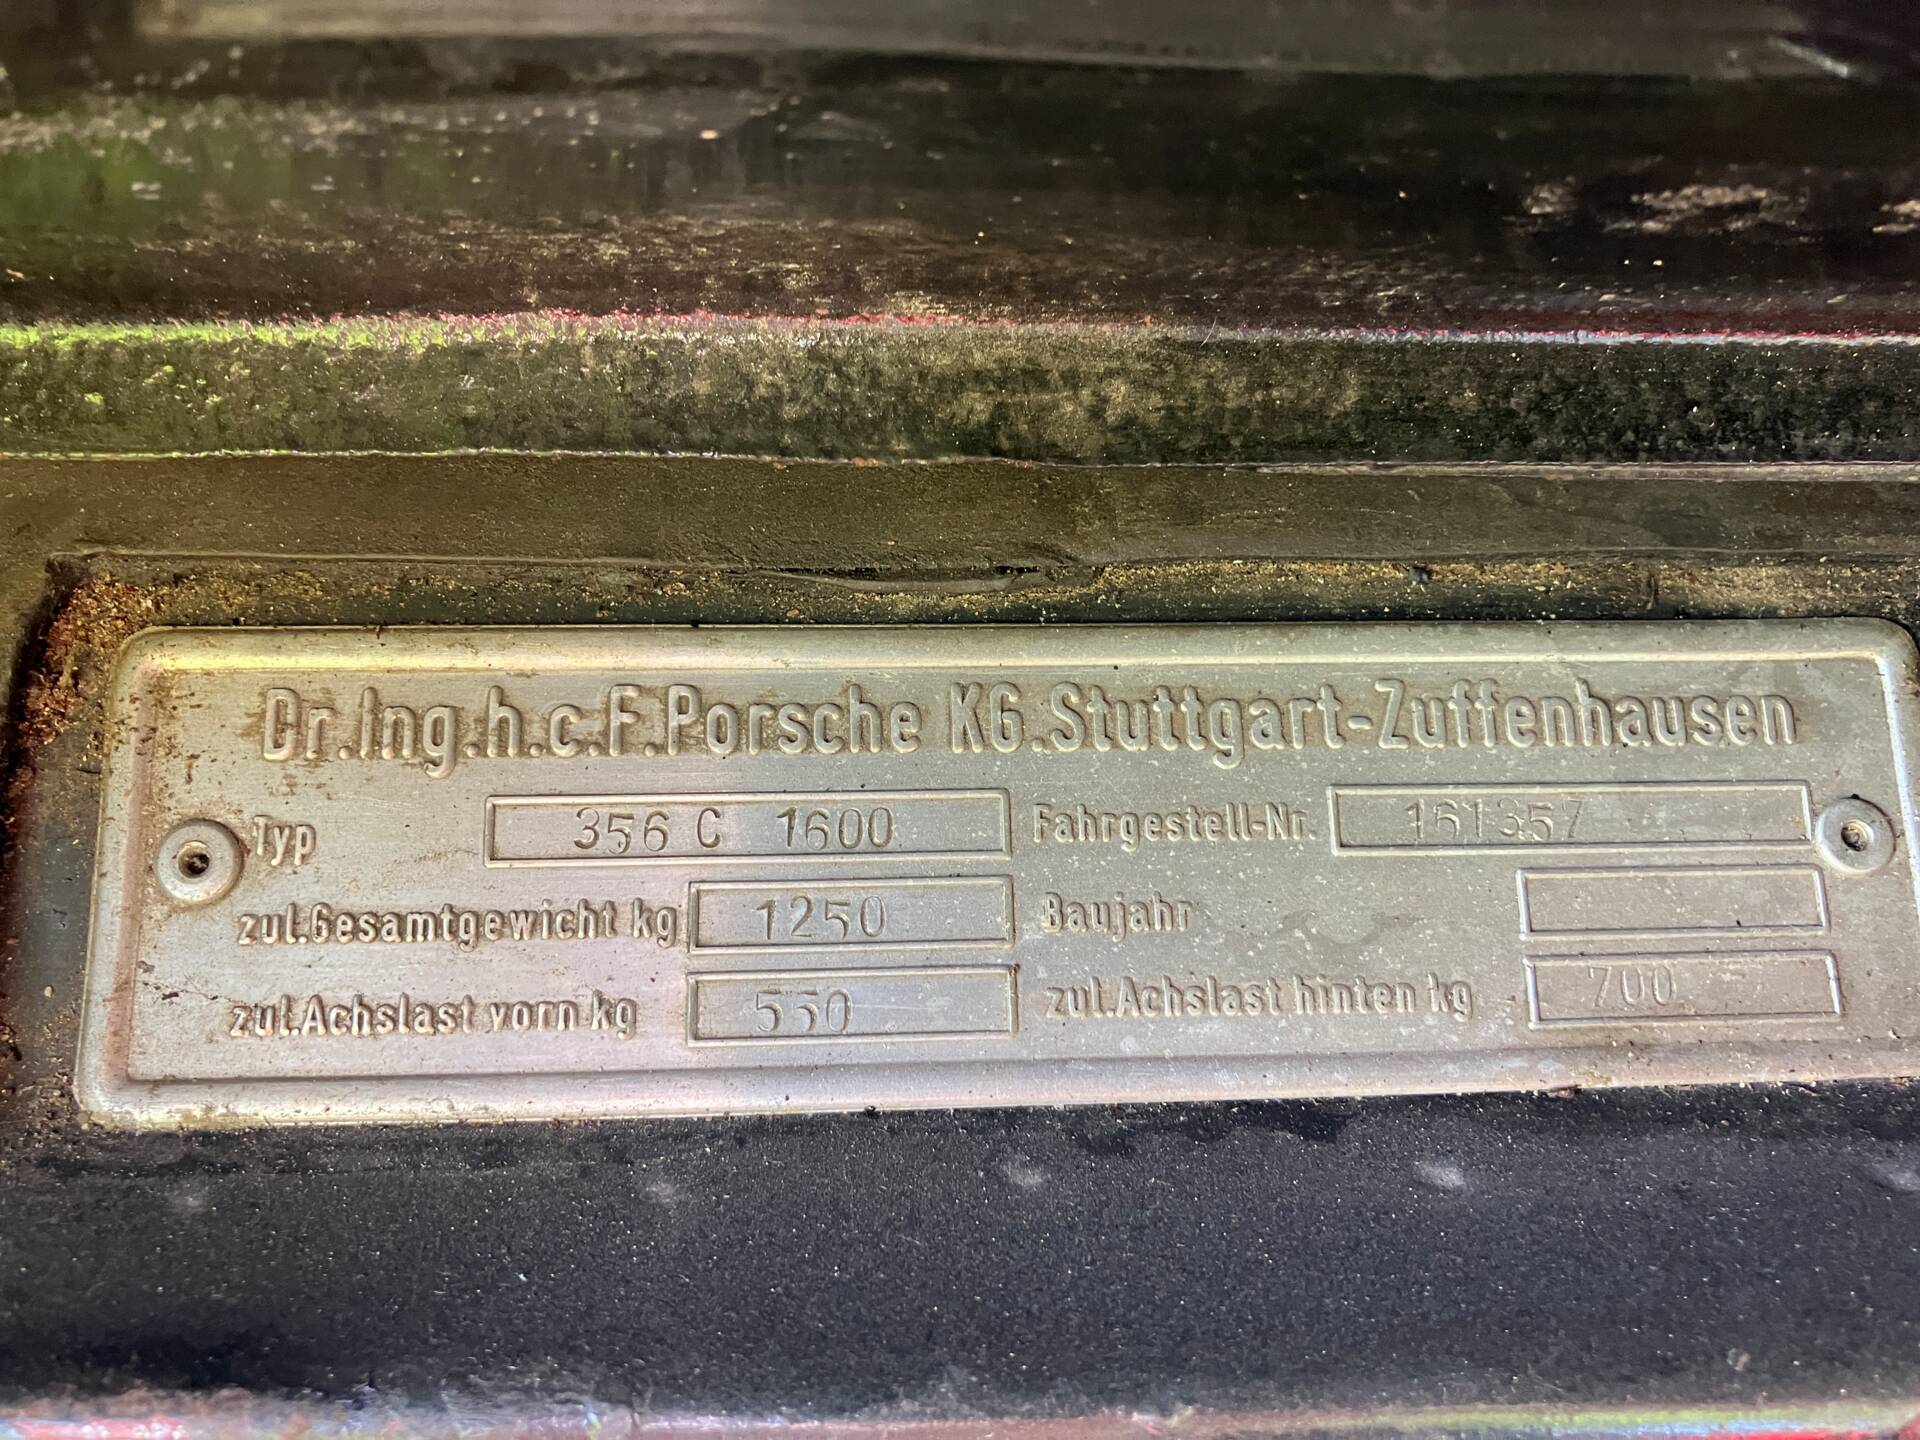 Dr.Ing.h.c.F.Porsche KG.Stuttgart-Zuffenhausen
Typ 356 C 1600 Fahrgestell-Nr. 161357
zul.Gesamtgewicht kg 1250 Baujahr
zul.Achslast vorn kg 550 zul.Achslast hinten kg 700